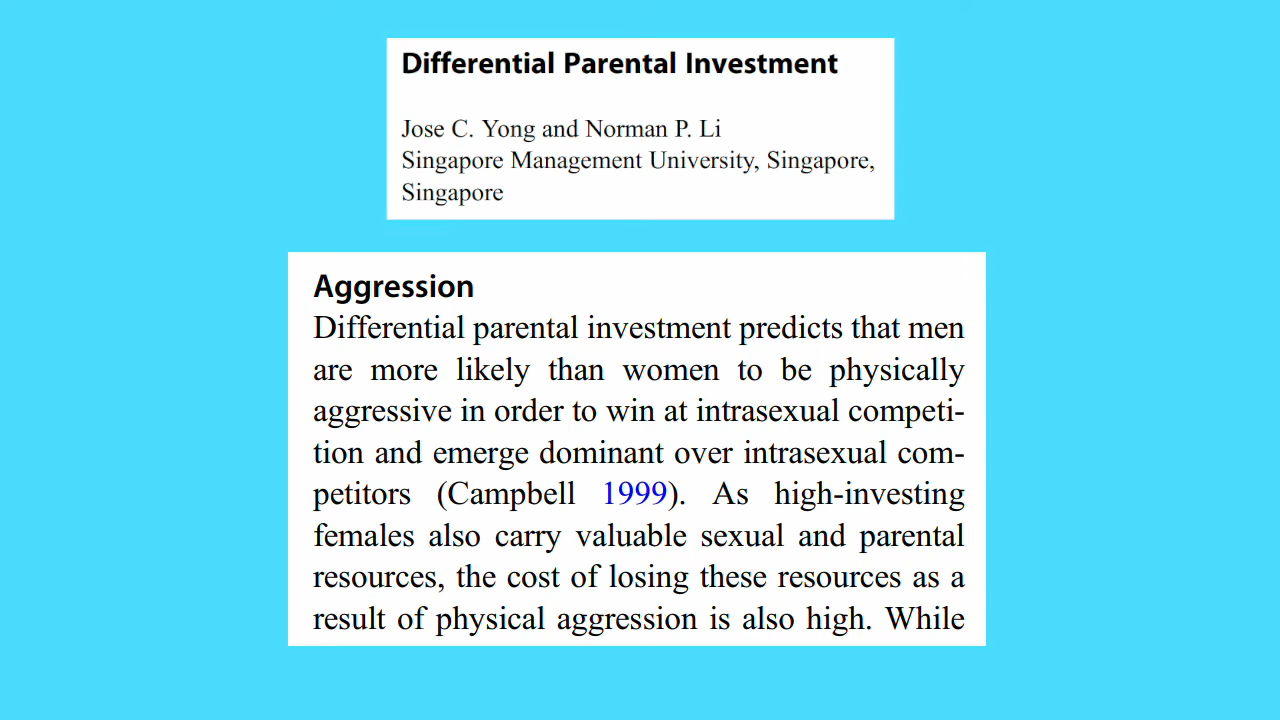 Differential Parental Investment
Jose C. Yong and Norman P. Li
Singapore Management University, Singapore,
Singapore
Aggression
Differential parental investment predicts that men
are more likely than women to be physically
aggressive in order to win at intrasexual competi-
tion and emerge dominant over intrasexual com-
petitors (Campbell 1999). As high-investing
females also carry valuable sexual and parental
resources, the cost of losing these resources as a
result of physical aggression is also high. While